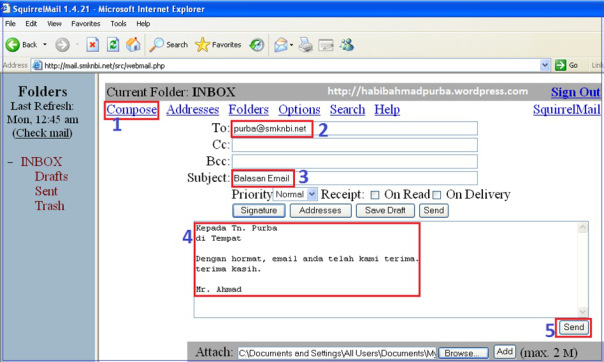 SquirrelMail 1.4.21 - Microsoft Internet Explorer
File Edit View Favorites Tools Help
Back Search Favorites
Address http://mail.smknbi.net/src/webmail.php Go
Folders
Last Refresh:
Mon, 12:45 am
(Check mail)
– INBOX
Drafts
Sent
Trash
Current Folder: INBOX http://habibahmadpurba.wordpress.com Sign Out
Compose Addresses Folders Options Search Help SquirrelMail
1
To: purba@smknbi.net 2
Cc:
Bcc:
Subject: Balasan Email 3
Priority Normal Receipt: On Read On Delivery
Signature Addresses Save Draft Send
4
Kepada Tn. Purba
di Tempat
Dengan hormat, email anda telah kami terima.
terima kasih.
Mr. Ahmad
5 Send
Attach: C:\Documents and Settings\All Users\Documents\My Browse... Add (max. 2 M)